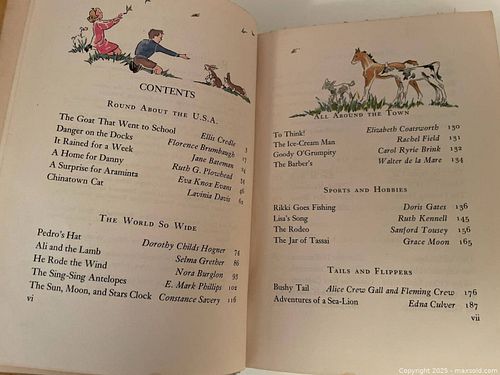 CONTENTS
ROUND ABOUT THE U.S.A.
The Goat That Went to School Ellis Credle 3
Danger on the Docks Florence Brumbaugh 17
It Rained for a Week Jane Bateman 24
A Home for Danny Ruth G. Plowhead
A Surprise for Araminta Eva Knox Evans 46
Chinatown Cat Lavinia Davis 62
THE WORLD SO WIDE
Pedro's Hat Dorothy Childs Hogner 74
Ali and the Lamb Selma Grether 86
He Rode the Wind Nora Burglon 93
The Sing-Sing Antelopes E. Mark Phillips 102
The Sun, Moon, and Stars Clock Constance Savery 116
vi
ALL AROUND THE TOWN
To Think! Elizabeth Coatsworth 130
The Ice-Cream Man Rachel Field 131
Goody O'Grumpity Carol Ryrie Brink 132
The Barber's Walter de la Mare 134
SPORTS AND HOBBIES
Rikki Goes Fishing Doris Gates 136
Lisa's Song Ruth Kennell 145
The Rodeo Sanford Tousey 156
The Jar of Tassai Grace Moon 165
TAILS AND FLIPPERS
Bushy Tail Alice Crew Gall and Fleming Crew 176
Adventures of a Sea-Lion Edna Culver 187
vii
Copyright 2025 - maxsold.com